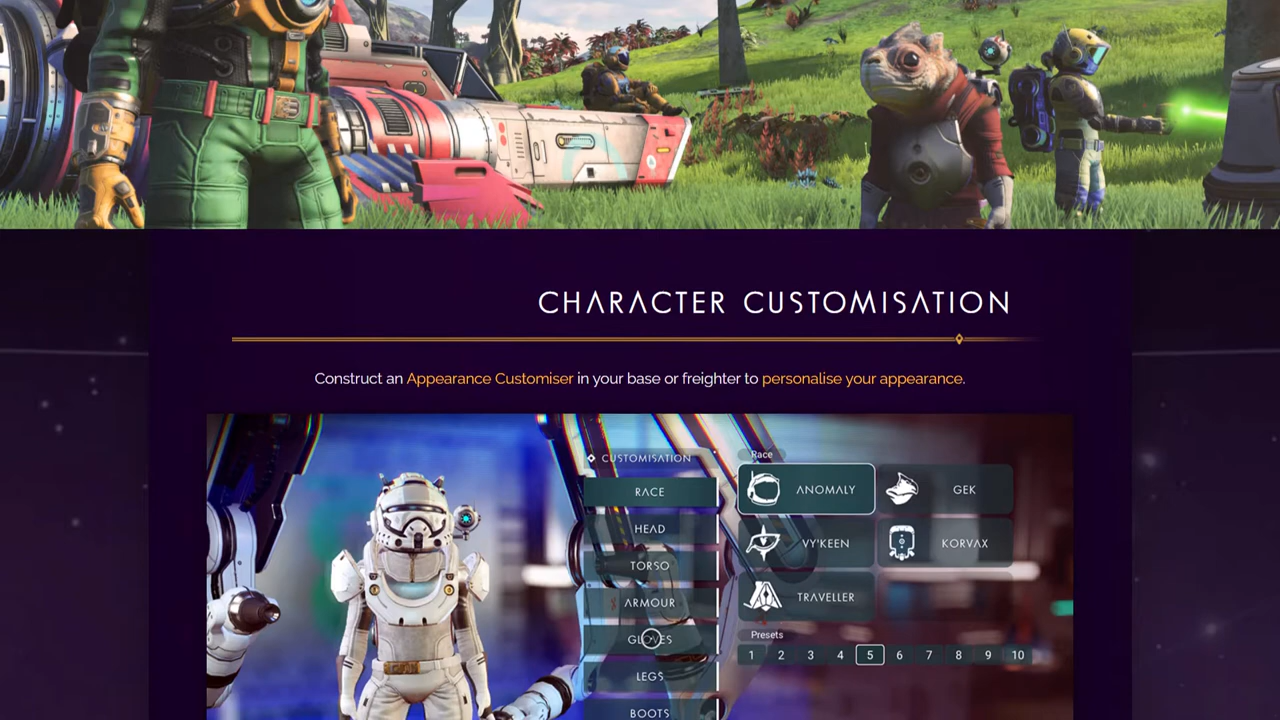 CHARACTER CUSTOMISATION
Construct an Appearance Customiser in your base or freighter to personalise your appearance.
CUSTOMISATION
RACE
HEAD
TORSO
ARMOUR
GLOVES
LEGS
BOOTS
Race
ANOMALY
GEK
VY'KEEN
KORVAX
TRAVELLER
Presets
1 2 3 4 5 6 7 8 9 10